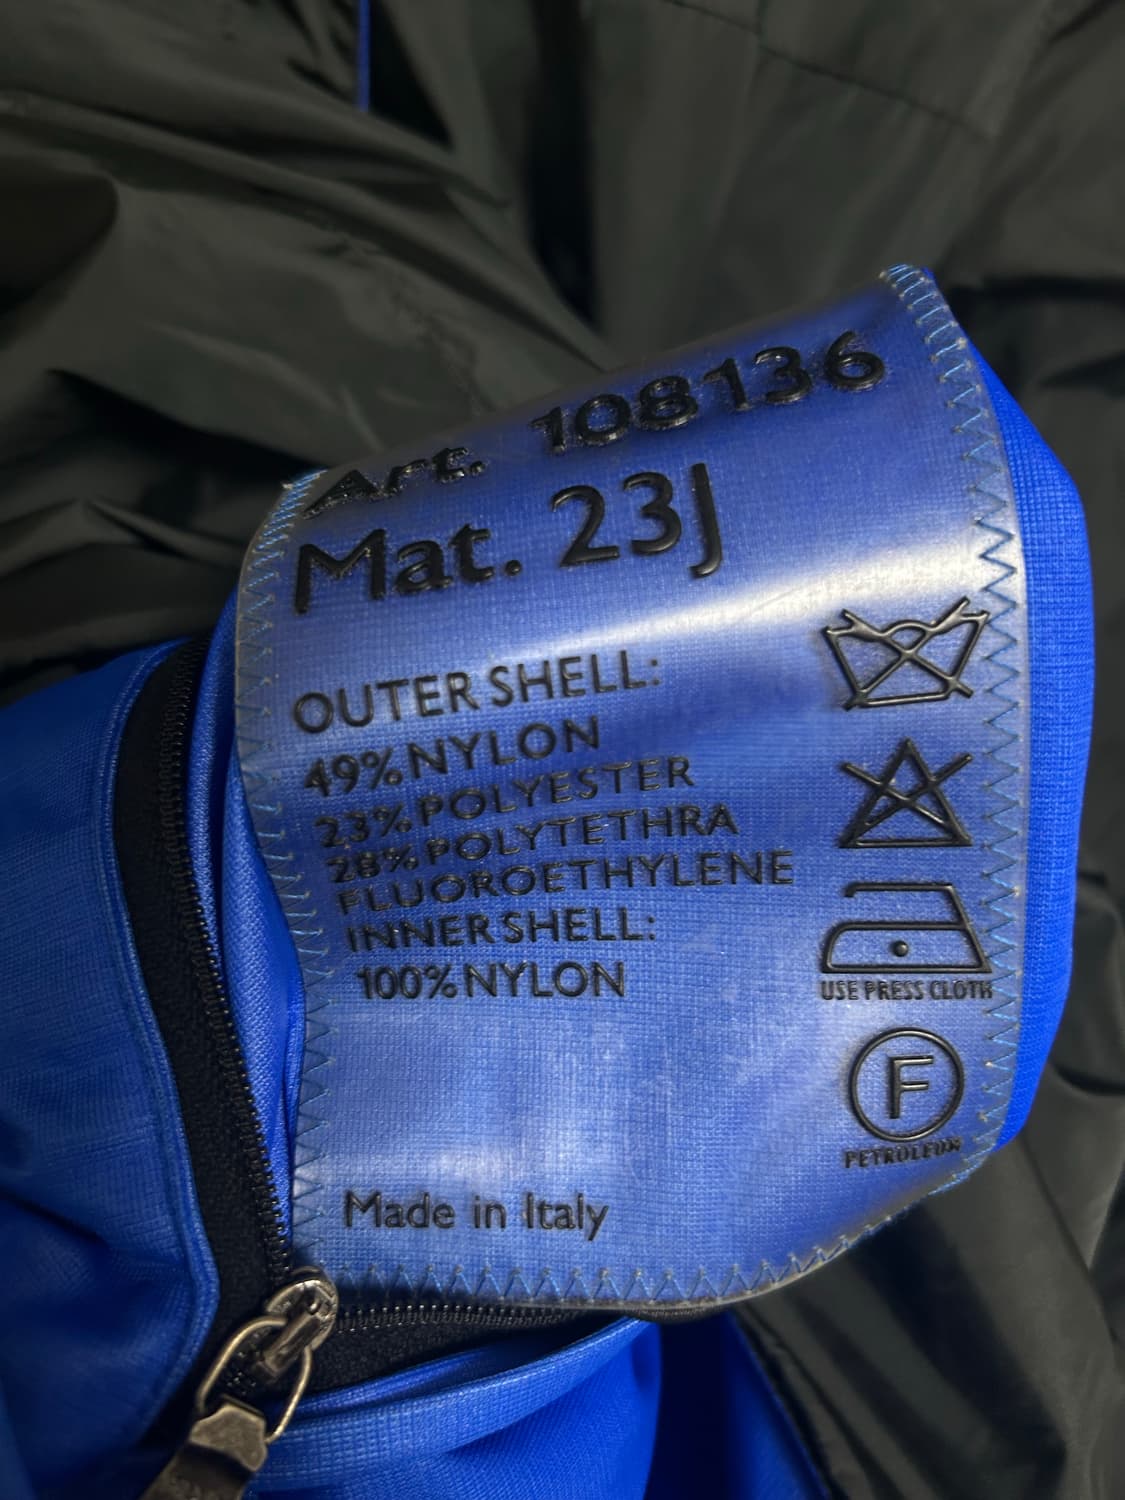 Art. 108136
Mat. 23J
OUTER SHELL:
49% NYLON
23% POLYESTER
28% POLYTETHRA
FLUOROETHYLENE
INNER SHELL:
100% NYLON
USE PRESS CLOTH
F
PETROLEUM
Made in Italy